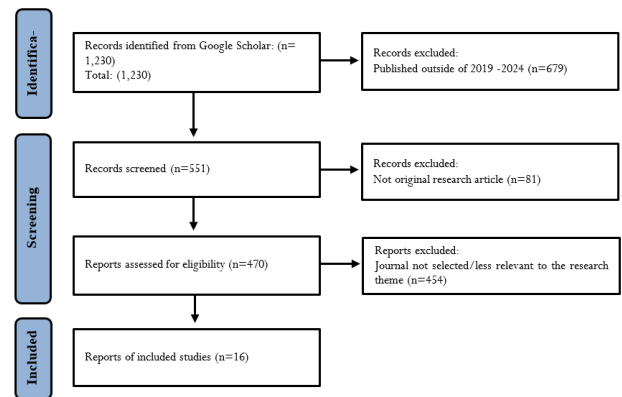 Identifica-
Records identified from Google Scholar: (n=
1,230)
Total: (1,230)
Records excluded:
Published outside of 2019 -2024 (n=679)
Screening
Records screened (n=551)
Records excluded:
Not original research article (n=81)
Reports assessed for eligibility (n=470)
Reports excluded:
Journal not selected/less relevant to the research
theme (n=454)
Included
Reports of included studies (n=16)